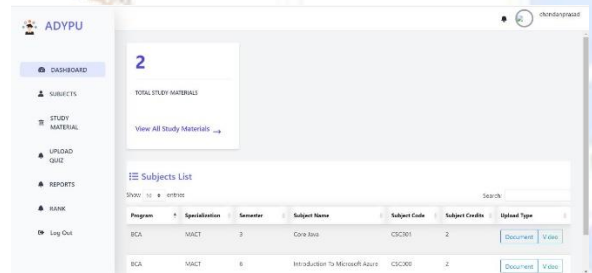 ADYPU
chondanprasad
DASHBOARD
SUBJECTS
STUDY
MATERIAL
UPLOAD
QUIZ
REPORTS
RANK
Log Out
2
TOTAL STUDY MATERIALS
View All Study Materials →
Subjects List
Show 10 entries
Search:
Program Specialization Semester Subject Name Subject Code Subject Credits Upload Type
BCA MACT 3 Core Java CSC301 2 Document Video
BCA MACT 6 Introduction To Microsoft Azure CSC300 2 Document Video